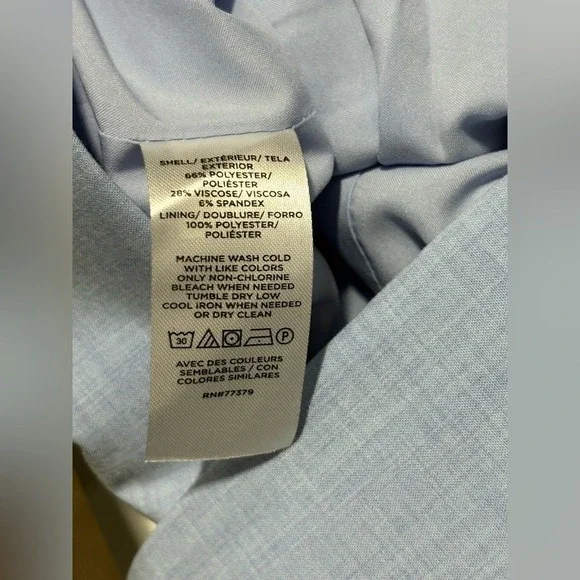 SHELL/ EXTÉRIEUR/ TELA
EXTERIOR
66% POLYESTER/
POLIÉSTER
28% VISCOSE/ VISCOSA
6% SPANDEX
LINING/ DOUBLURE/ FORRO
100% POLYESTER/
POLIÉSTER
MACHINE WASH COLD
WITH LIKE COLORS
ONLY NON-CHLORINE
BLEACH WHEN NEEDED
TUMBLE DRY LOW
COOL IRON WHEN NEEDED
OR DRY CLEAN
30 P
AVEC DES COULEURS
SEMBLABLES / CON
COLORES SIMILARES
RN#77379